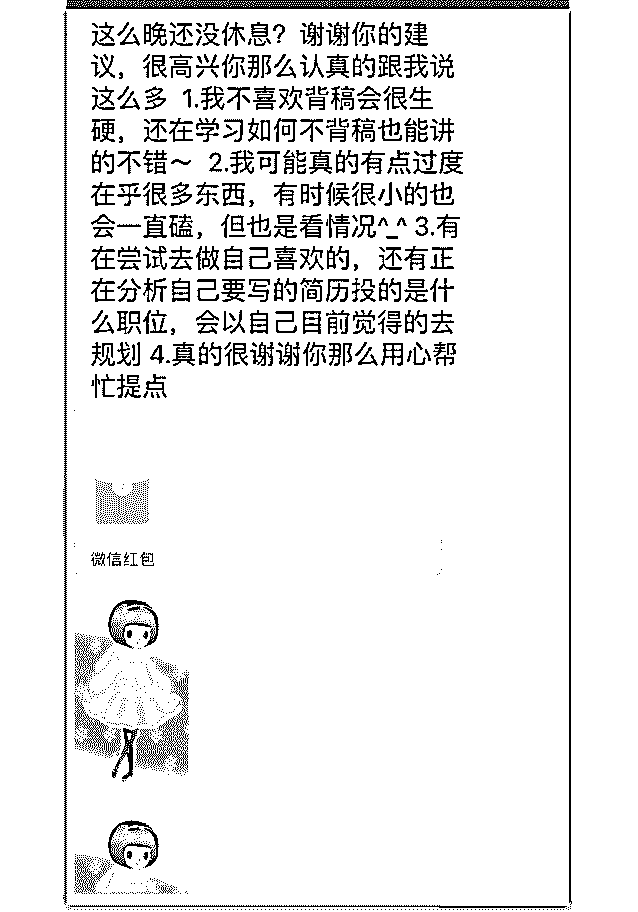 这么晚还没休息？谢谢你的建
议，很高兴你那么认真的跟我说
这么多 1.我不喜欢背稿会很生
硬，还在学习如何不背稿也能讲
的不错～ 2.我可能真的有点过度
在乎很多东西，有时候很小的也
会一直磕，但也是看情况^_^ 3.有
在尝试去做自己喜欢的，还有正
在分析自己要写的简历投的是什
么职位，会以自己目前觉得的去
规划 4.真的很谢谢你那么用心帮
忙提点
微信红包